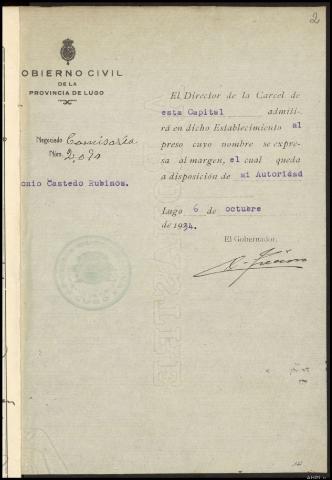 2
OBIERNO CIVIL
DE LA
PROVINCIA DE LUGO
Negociado Comisaría
Núm. 2,090
onio Castedo Rubinos.
El Director de la Carcel de
esta Capital admiti-
rá en dicho Establecimiento al
preso cuyo nombre se expre-
sa al margen, el cual queda
a disposición de mi Autoridad
Lugo 6 de octubre
de 1934.
El Gobernador,